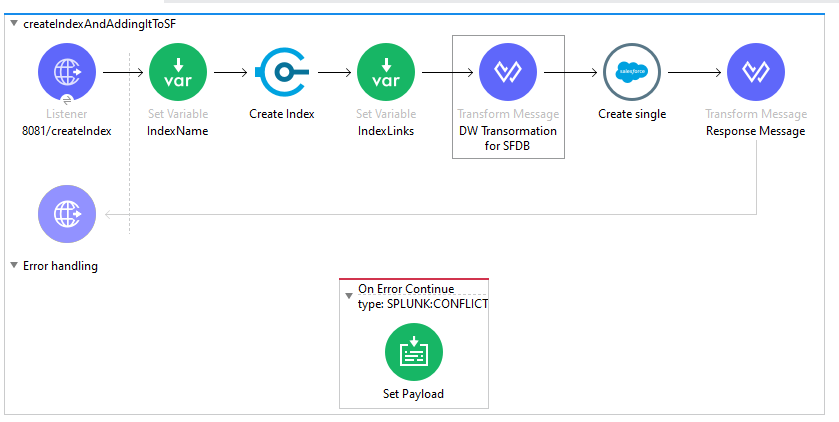 createIndexAndAddingItToSF
Listener
8081/createIndex
var
Set Variable
IndexName
Create Index
var
Set Variable
IndexLinks
Transform Message
DW Transormation
for SFDB
salesforce
Create single
Transform Message
Response Message
Error handling
On Error Continue
type: SPLUNK:CONFLICT
Set Payload